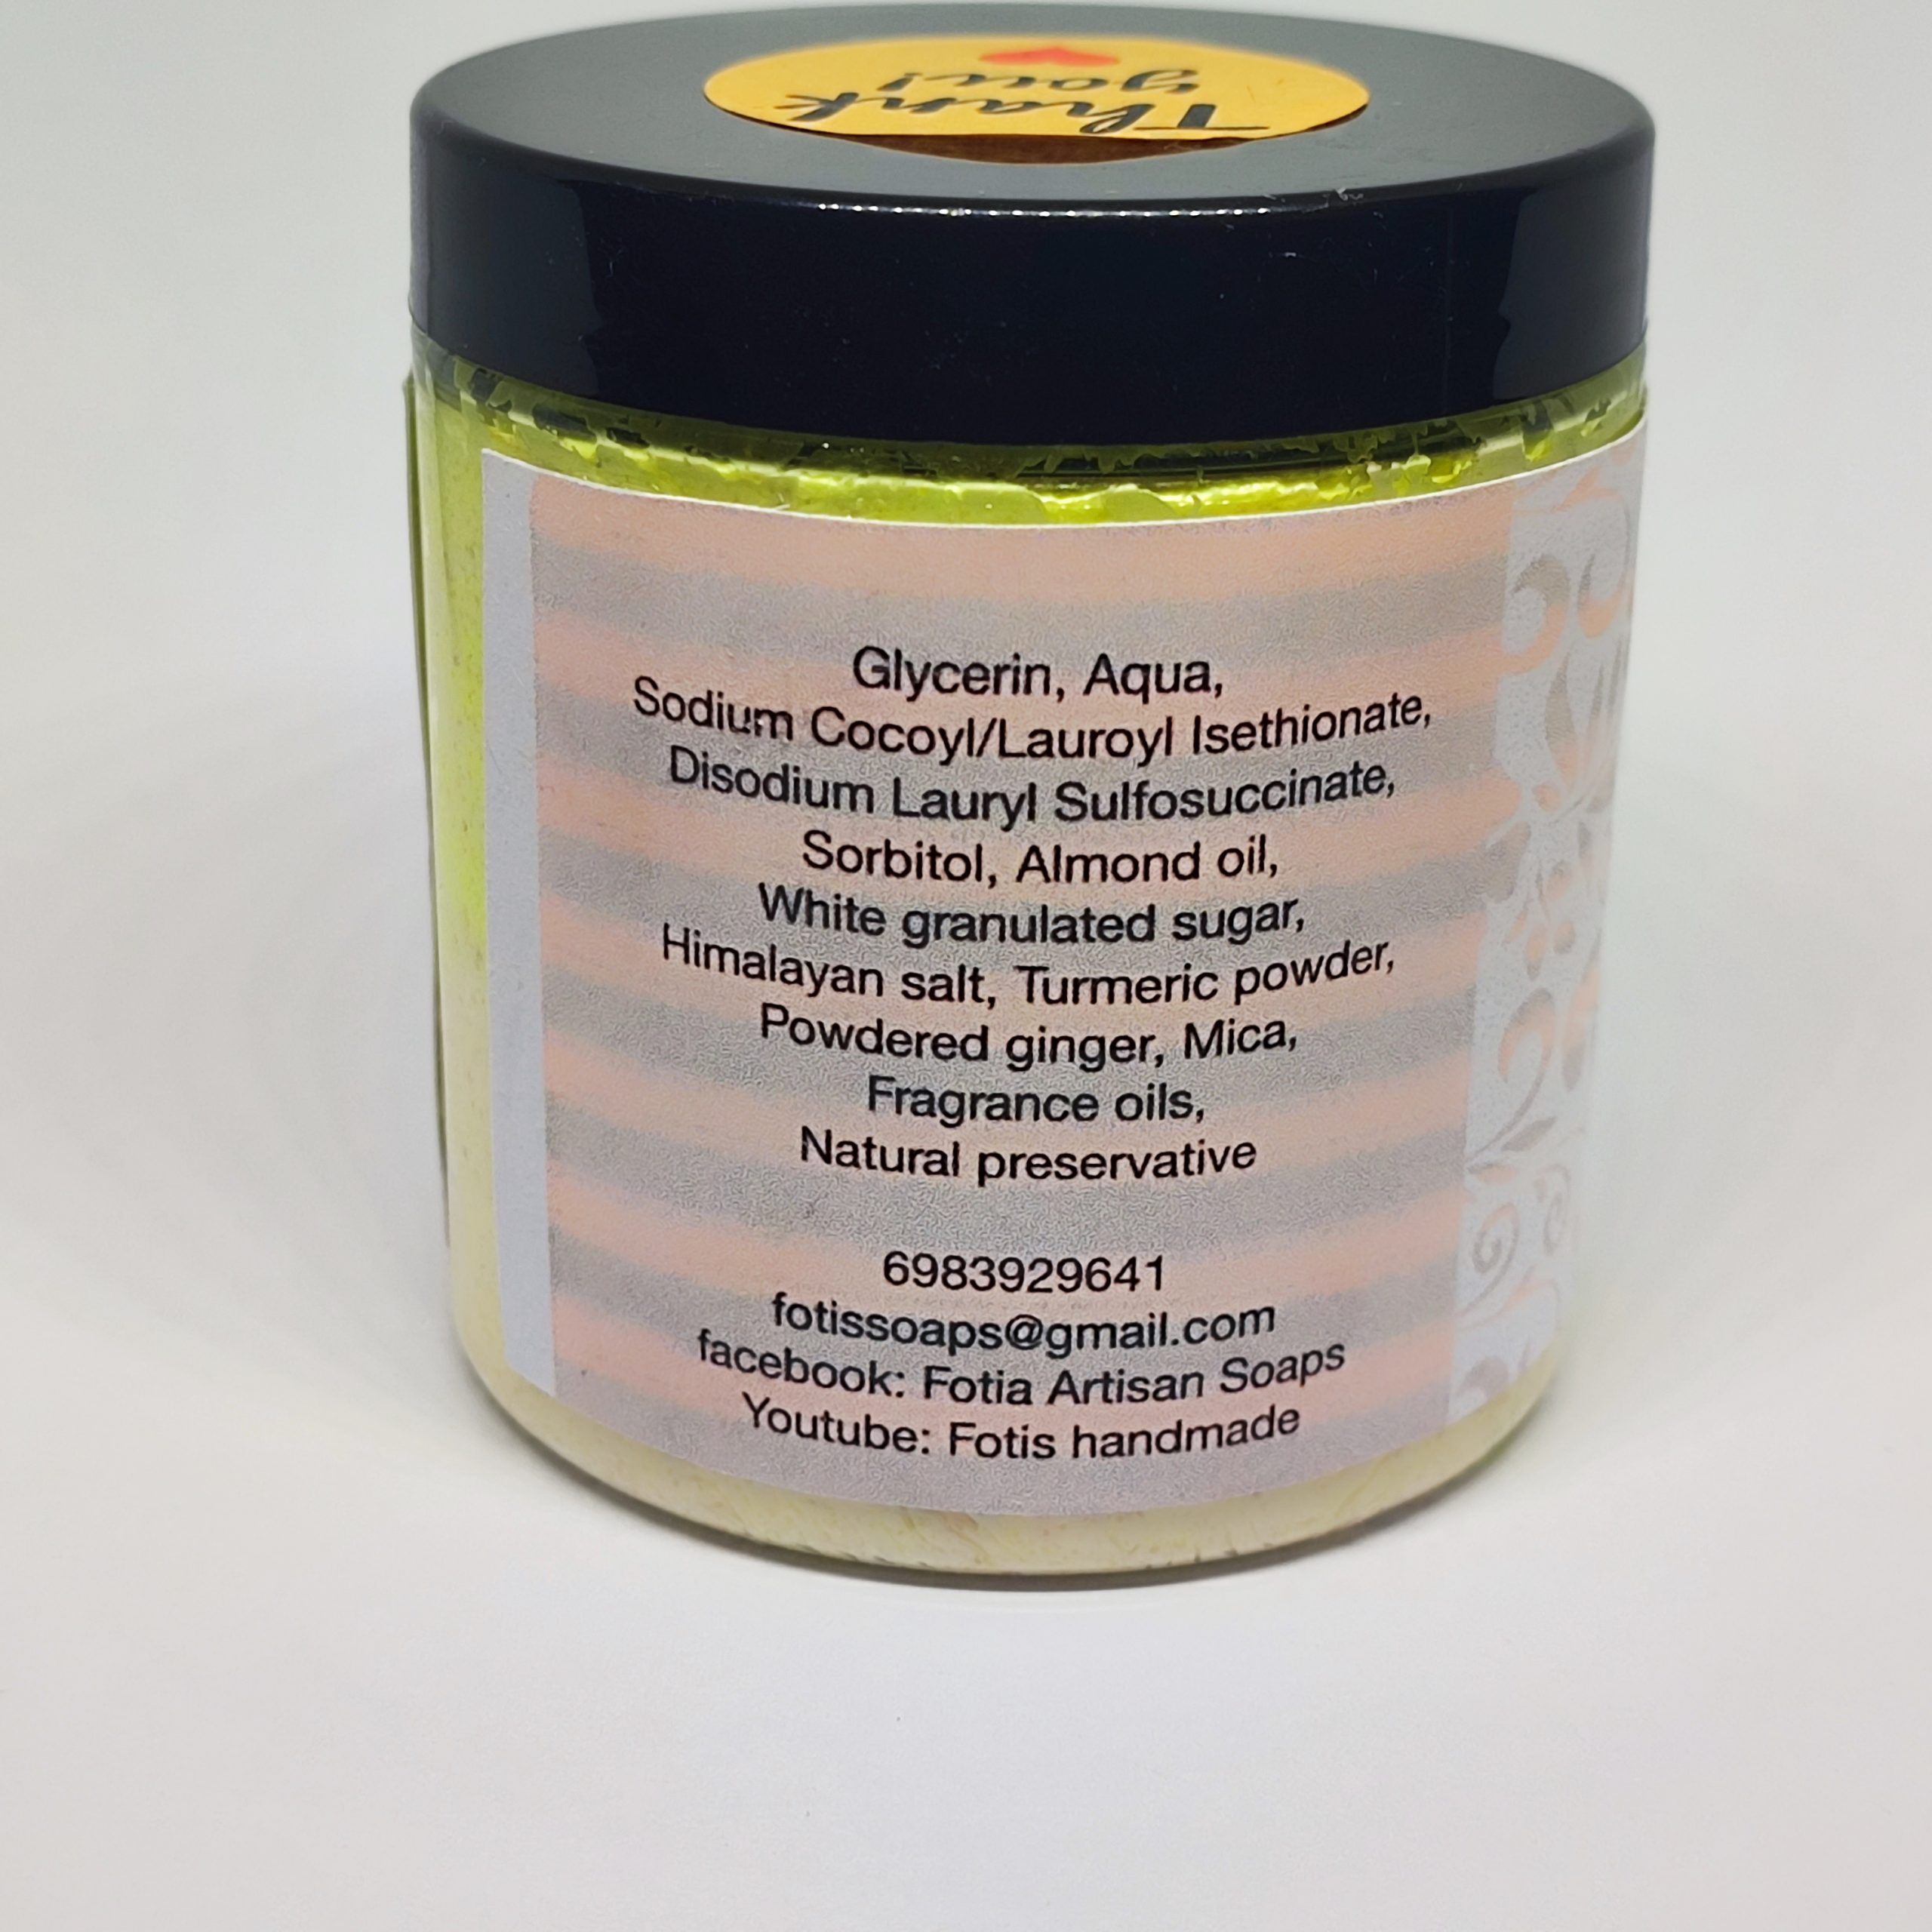 Thank
you!
Glycerin, Aqua,
Sodium Cocoyl/Lauroyl Isethionate,
Disodium Lauryl Sulfosuccinate,
Sorbitol, Almond oil,
White granulated sugar,
Himalayan salt, Turmeric powder,
Powdered ginger, Mica,
Fragrance oils,
Natural preservative
6983929641
fotissoaps@gmail.com
facebook: Fotia Artisan Soaps
Youtube: Fotis handmade